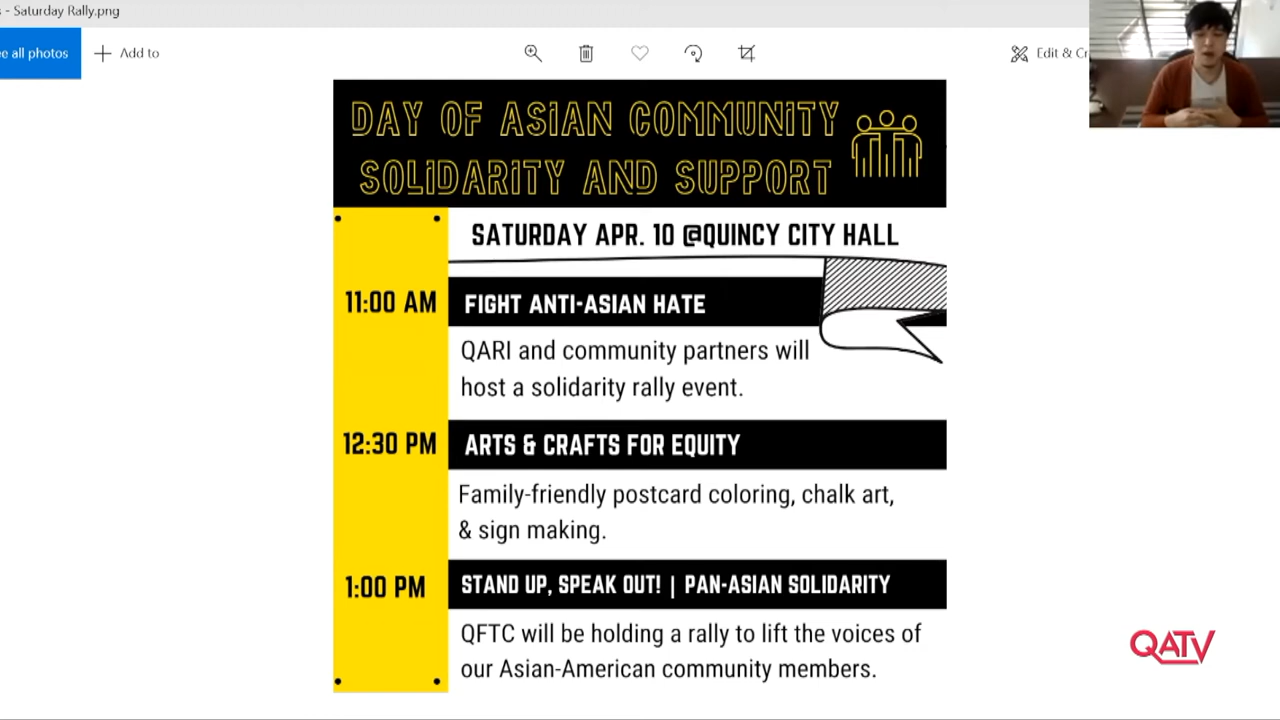 s - Saturday Rally.png
ee all photos
Add to
Edit & Cr
DAY OF ASIAN COMMUNITY
SOLIDARITY AND SUPPORT
SATURDAY APR. 10 @QUINCY CITY HALL
11:00 AM
FIGHT ANTI-ASIAN HATE
QARI and community partners will
host a solidarity rally event.
12:30 PM
ARTS & CRAFTS FOR EQUITY
Family-friendly postcard coloring, chalk art,
& sign making.
1:00 PM
STAND UP, SPEAK OUT! | PAN-ASIAN SOLIDARITY
QFTC will be holding a rally to lift the voices of
our Asian-American community members.
QATV